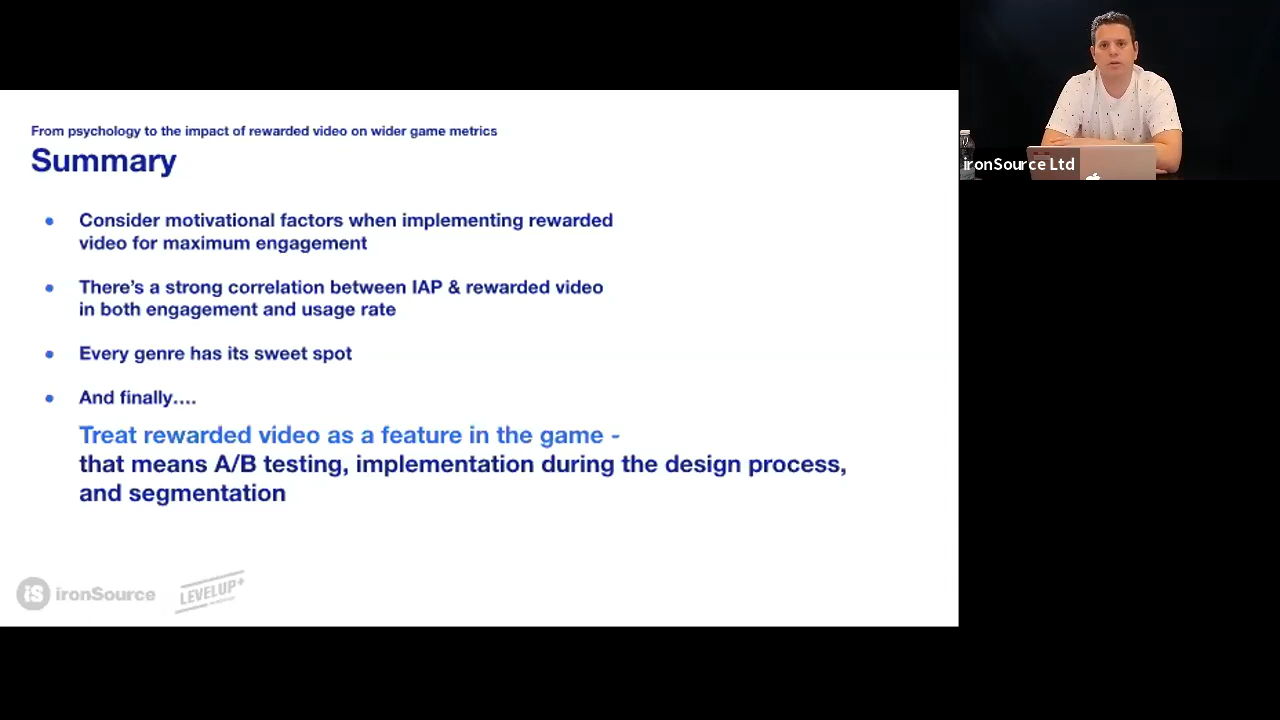 From psychology to the impact of rewarded video on wider game metrics
Summary
• Consider motivational factors when implementing rewarded
video for maximum engagement
• There's a strong correlation between IAP & rewarded video
in both engagement and usage rate
• Every genre has its sweet spot
• And finally....
Treat rewarded video as a feature in the game -
that means A/B testing, implementation during the design process,
and segmentation
iS ironSource
LEVELUP+
ironSource Ltd